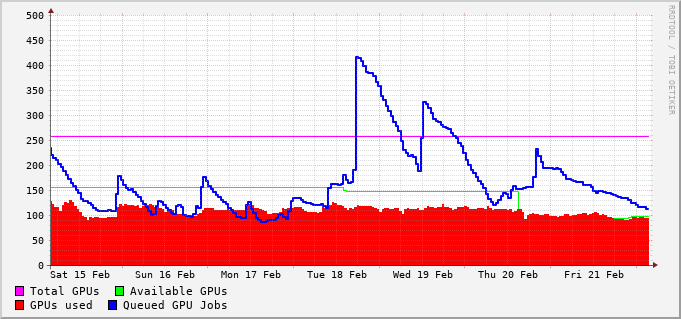 500
450
400
350
300
250
200
150
100
50
0
Sat 15 Feb Sun 16 Feb Mon 17 Feb Tue 18 Feb Wed 19 Feb Thu 20 Feb Fri 21 Feb
Total GPUs Available GPUs
GPUs used Queued GPU Jobs
RRDTOOL / TOBI OETIKER